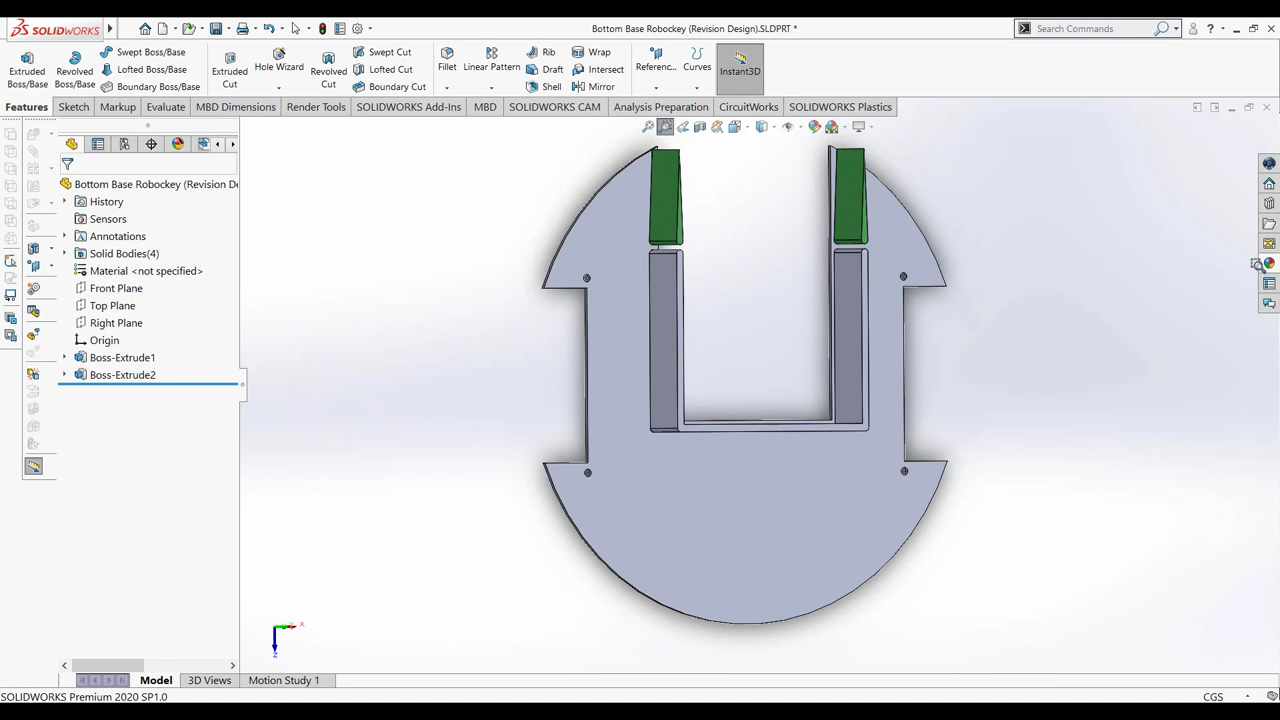 SOLIDWORKS
Bottom Base Robockey (Revision Design).SLDPRT *
Search Commands
Extruded Boss/Base
Revolved Boss/Base
Swept Boss/Base
Lofted Boss/Base
Boundary Boss/Base
Extruded Cut
Hole Wizard
Revolved Cut
Swept Cut
Lofted Cut
Boundary Cut
Fillet
Linear Pattern
Rib
Draft
Shell
Wrap
Intersect
Mirror
Referenc...
Curves
Instant3D
Features
Sketch
Markup
Evaluate
MBD Dimensions
Render Tools
SOLIDWORKS Add-Ins
MBD
SOLIDWORKS CAM
Analysis Preparation
CircuitWorks
SOLIDWORKS Plastics
Bottom Base Robockey (Revision De
History
Sensors
Annotations
Solid Bodies(4)
Material <not specified>
Front Plane
Top Plane
Right Plane
Origin
Boss-Extrude1
Boss-Extrude2
X
Z
Model
3D Views
Motion Study 1
SOLIDWORKS Premium 2020 SP1.0
CGS